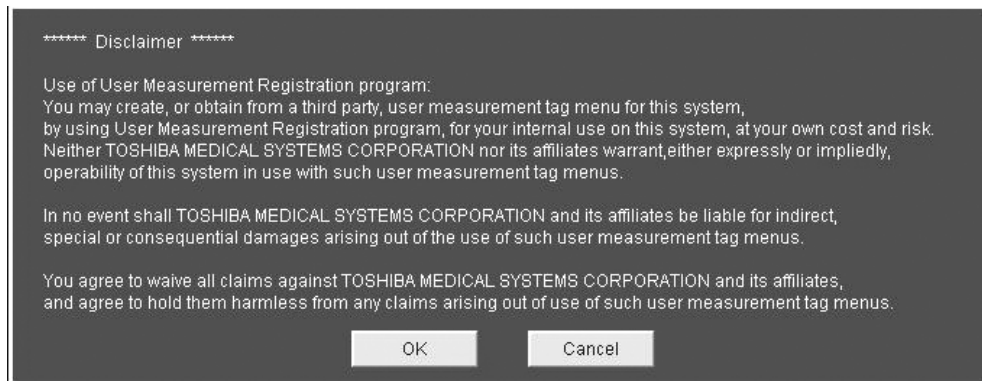 ****** Disclaimer ******
Use of User Measurement Registration program:
You may create, or obtain from a third party, user measurement tag menu for this system,
by using User Measurement Registration program, for your internal use on this system, at your own cost and risk.
Neither TOSHIBA MEDICAL SYSTEMS CORPORATION nor its affiliates warrant,either expressly or impliedly,
operability of this system in use with such user measurement tag menus.
In no event shall TOSHIBA MEDICAL SYSTEMS CORPORATION and its affiliates be liable for indirect,
special or consequential damages arising out of the use of such user measurement tag menus.
You agree to waive all claims against TOSHIBA MEDICAL SYSTEMS CORPORATION and its affiliates,
and agree to hold them harmless from any claims arising out of use of such user measurement tag menus.
OK Cancel